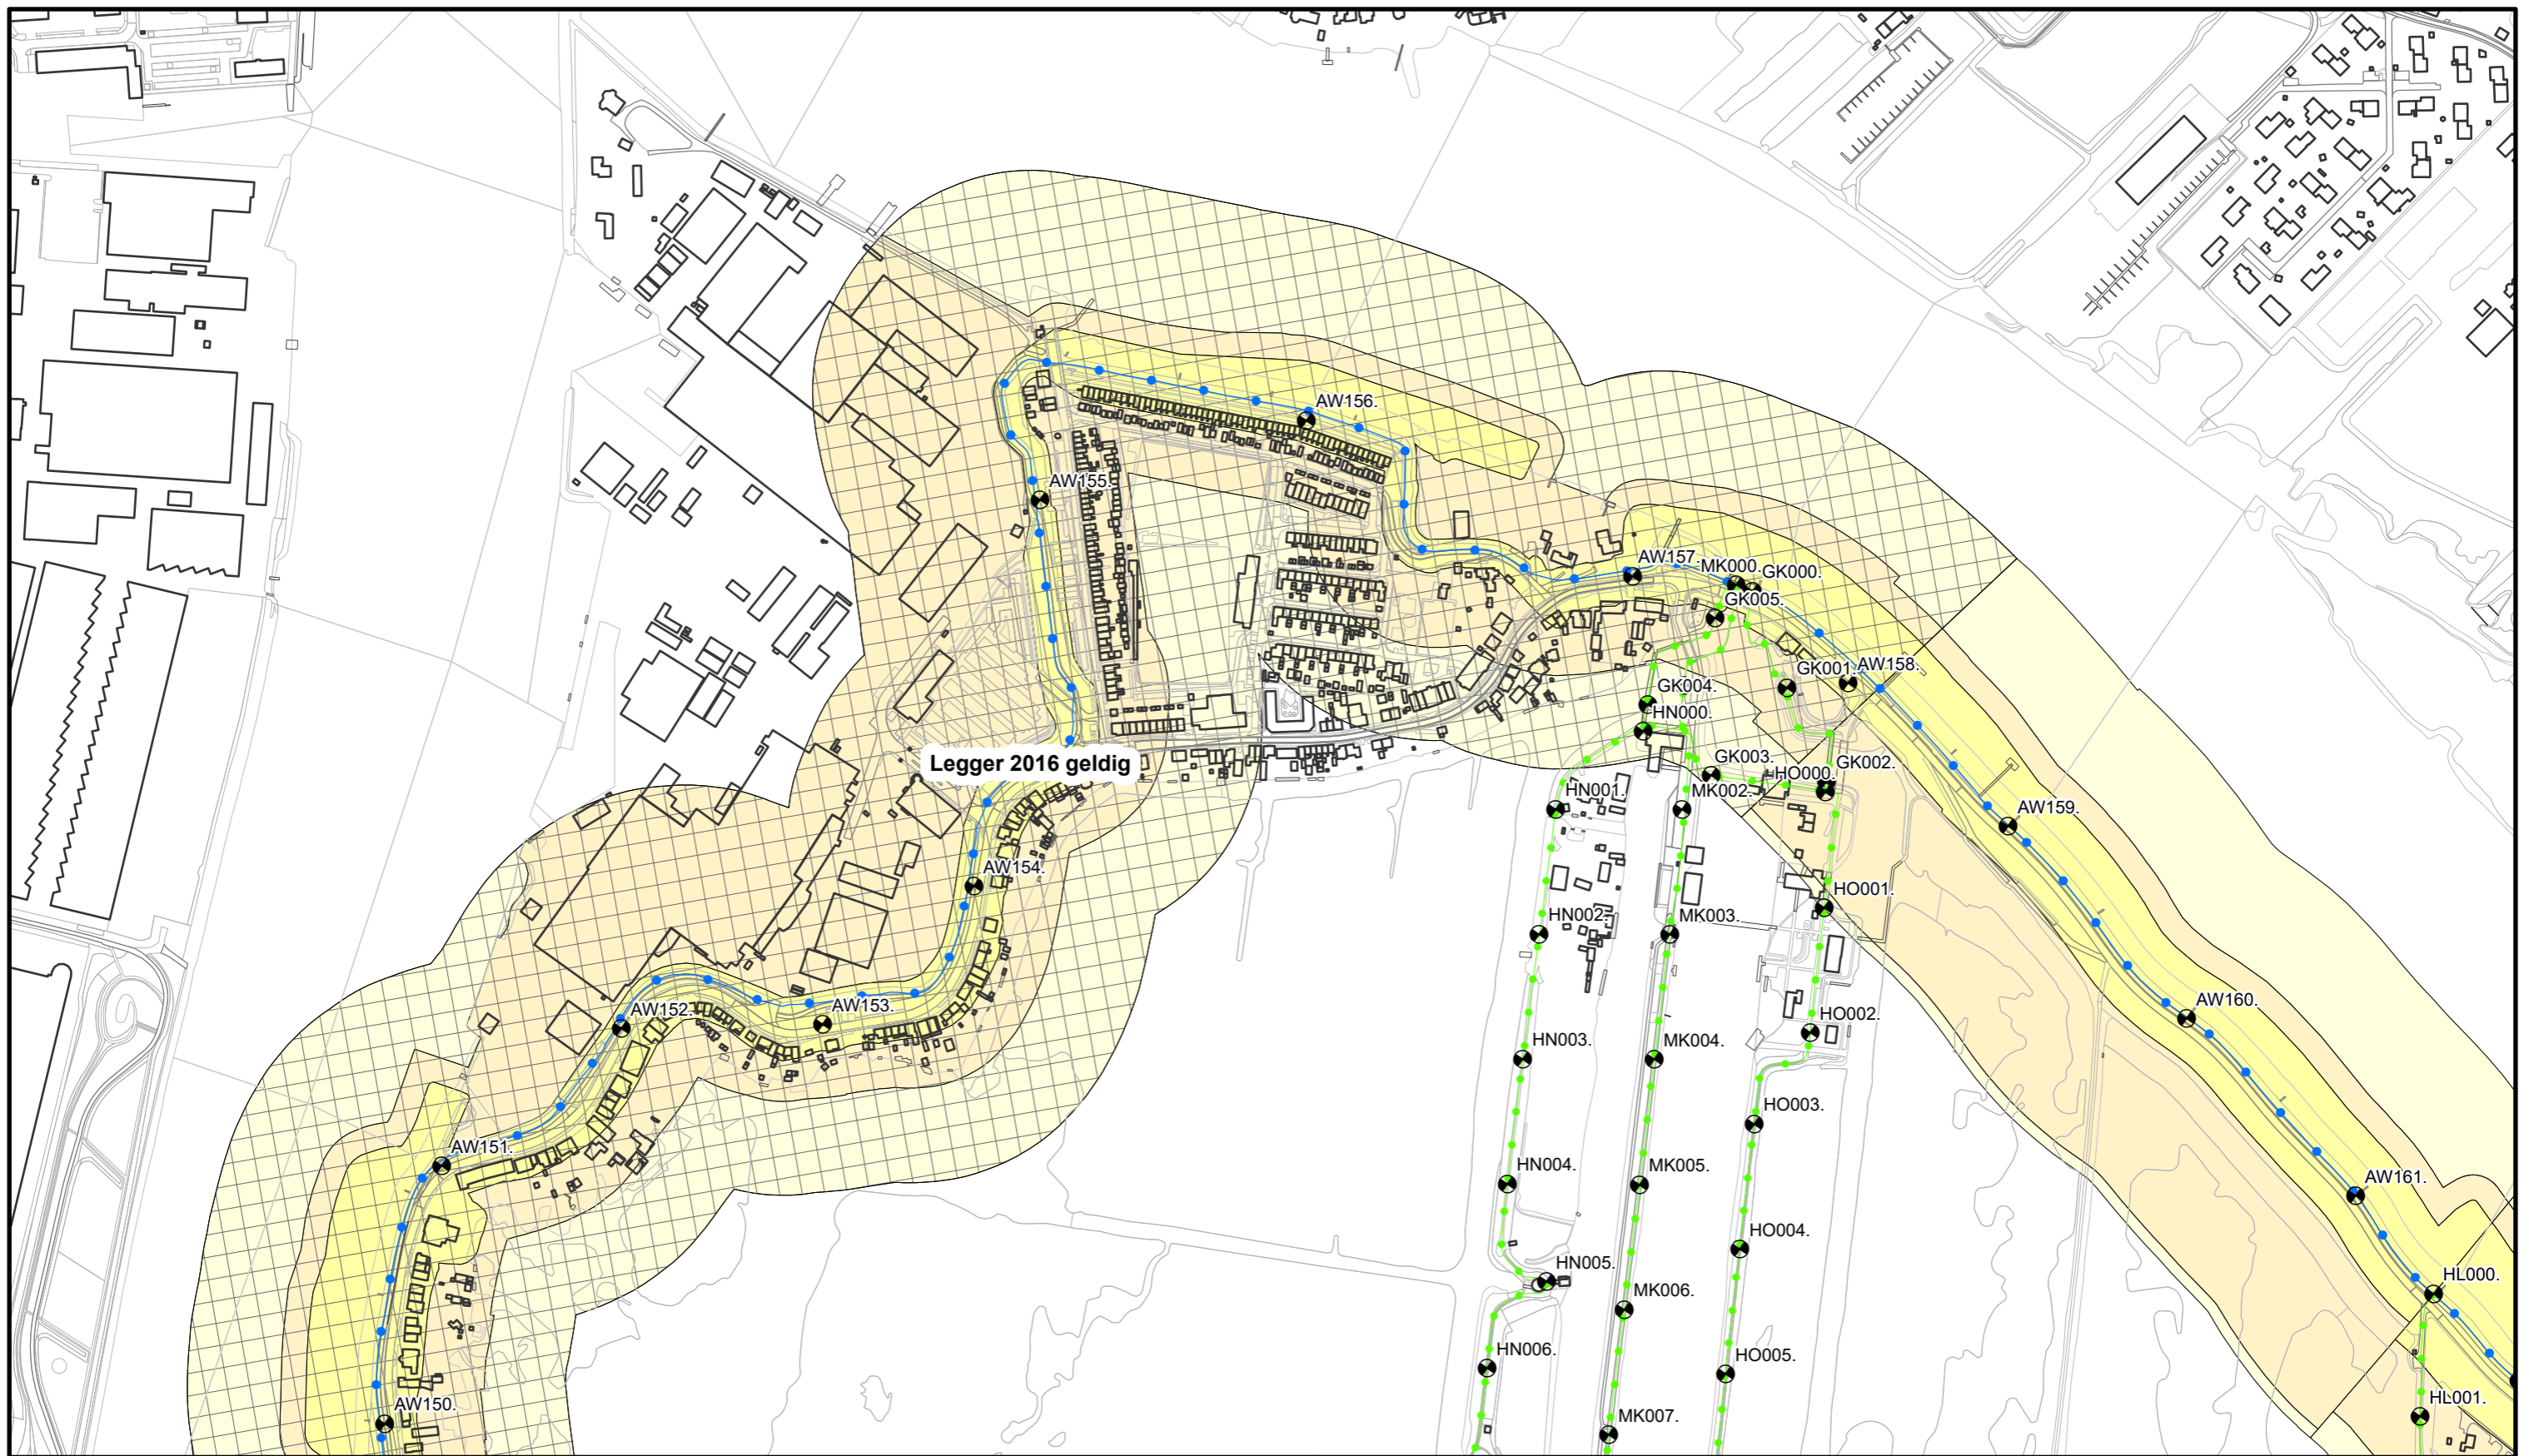 AW156.
AW155.
AW157.
MK000.
GK000.
GK005.
GK001.
AW158.
GK004.
HN000.
Legger 2016 geldig
GK003.
HO000.
GK002.
HN001.
MK002.
AW159.
AW154.
HO001.
HN002.
MK003.
AW153.
AW152.
AW160.
HO002.
HN003.
MK004.
HO003.
AW151.
HN004.
MK005.
AW161.
HO004.
HN005.
HL000.
MK006.
HN006.
HO005.
AW150.
HL001.
MK007.